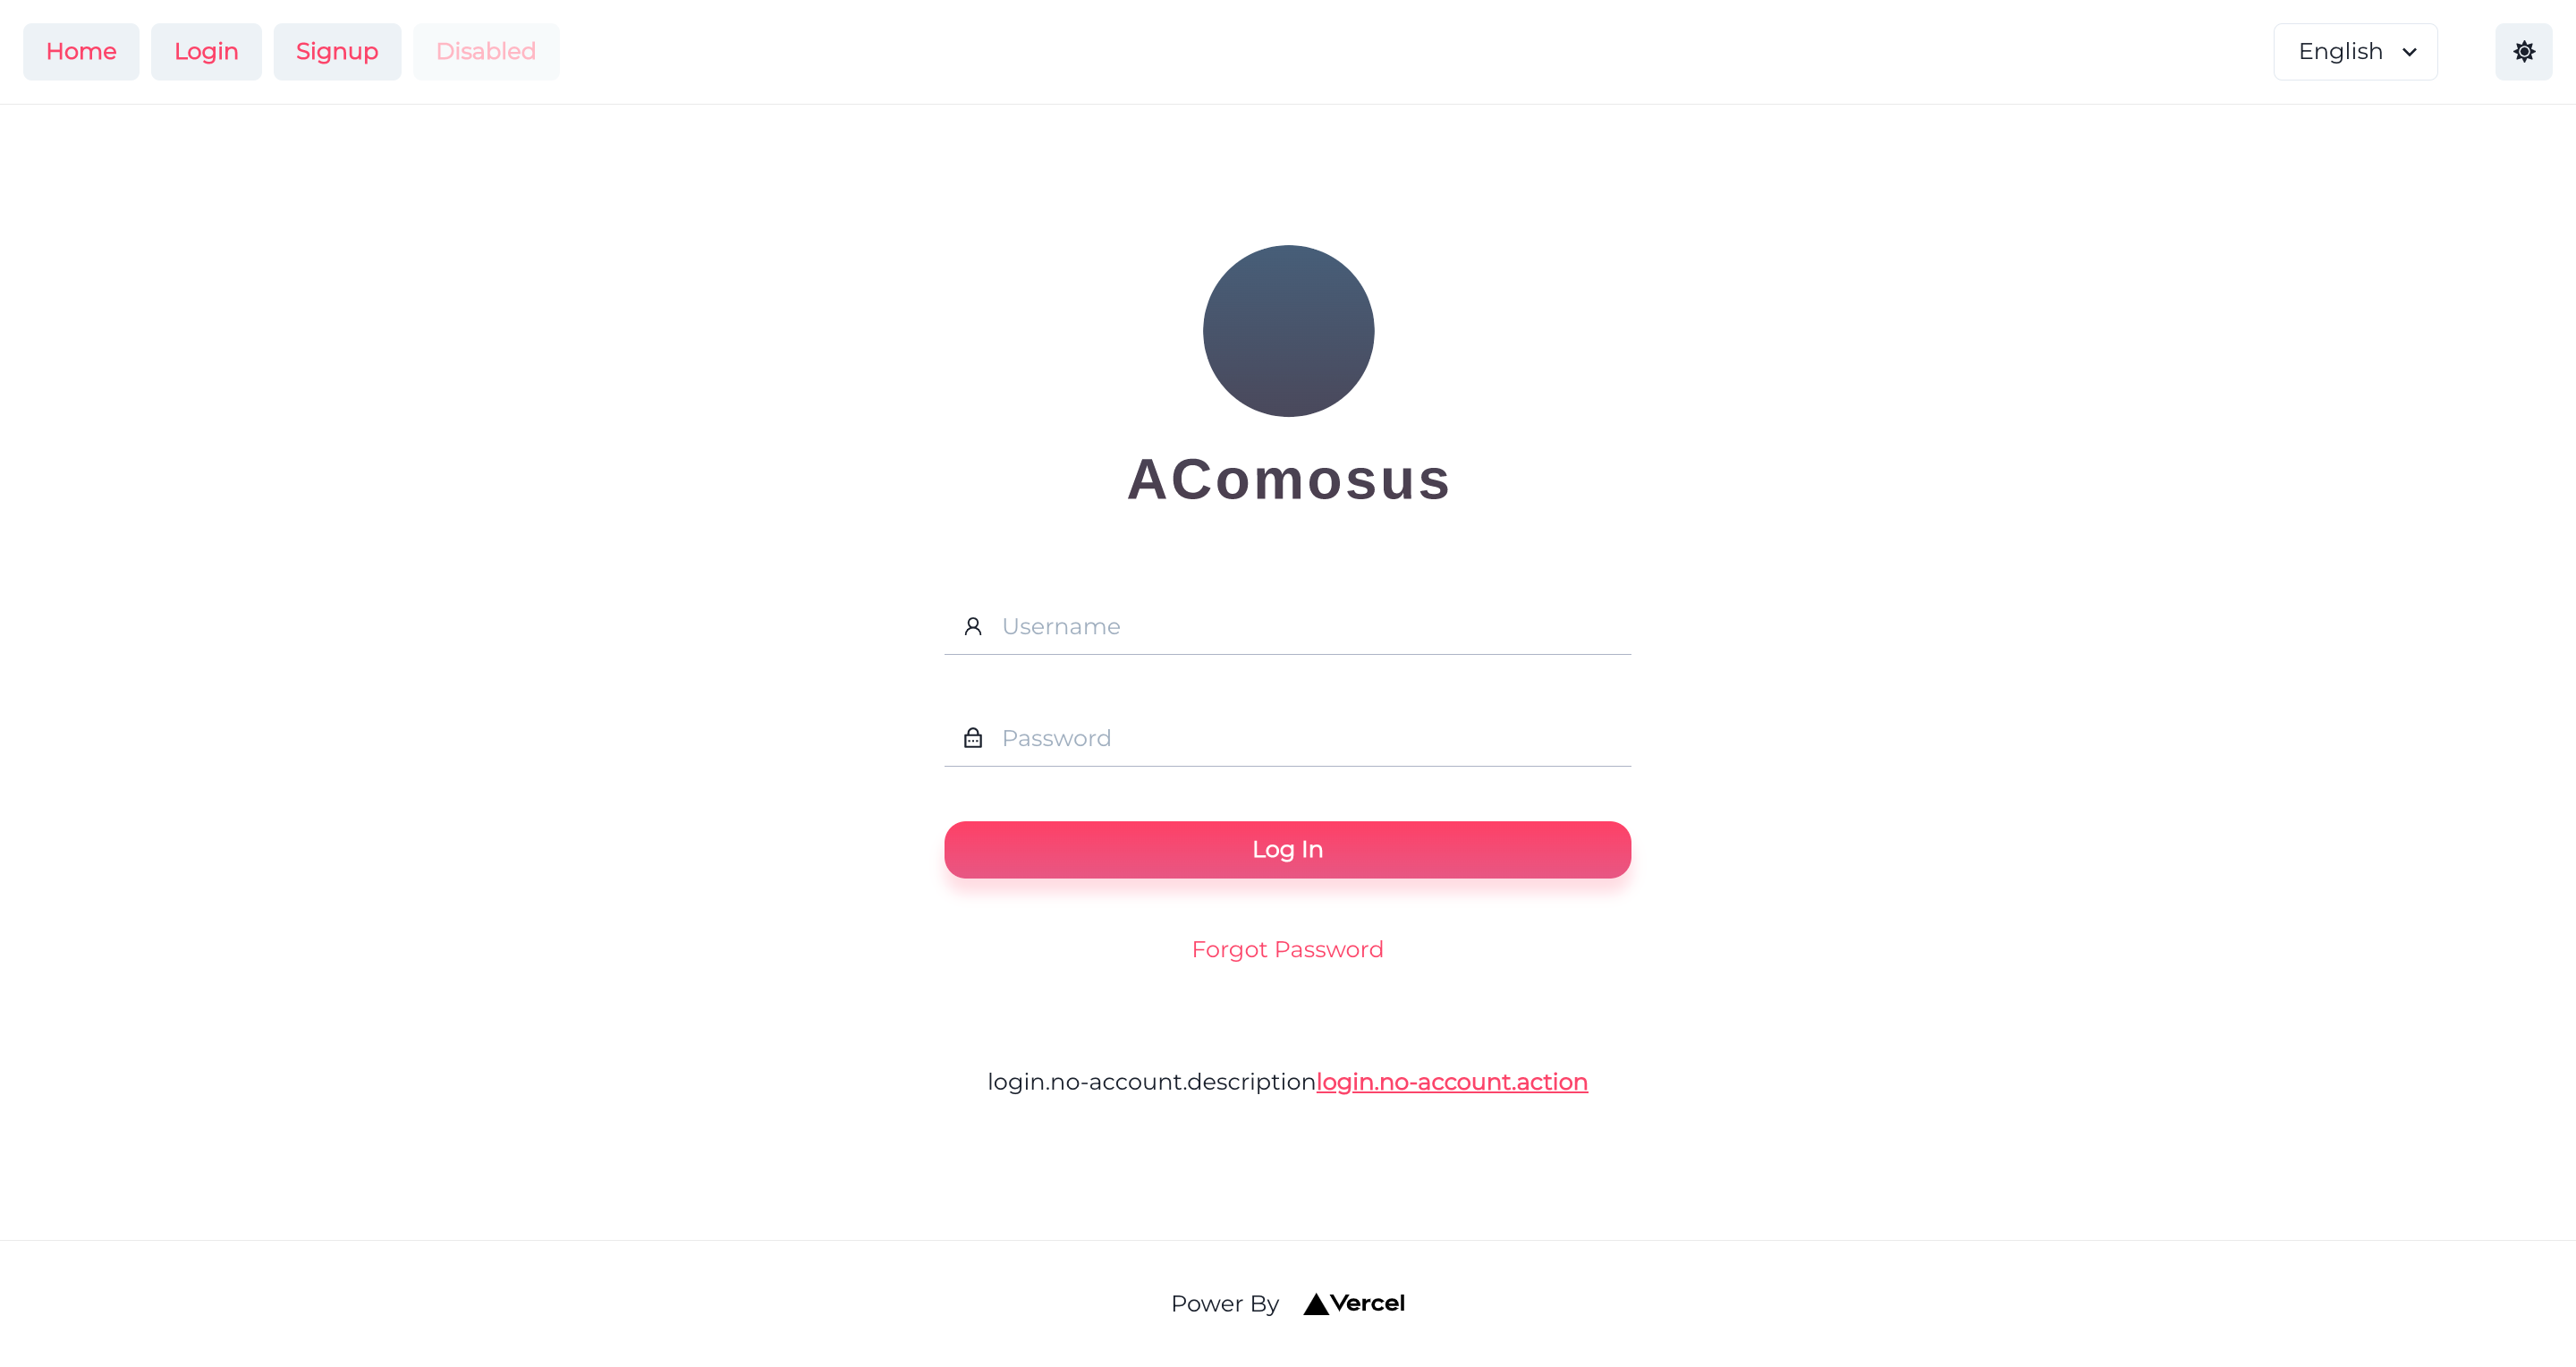 Home Login Signup Disabled English
AComosus
Username
Password
Log In
Forgot Password
login.no-account.descriptionlogin.no-account.action
Power By Vercel